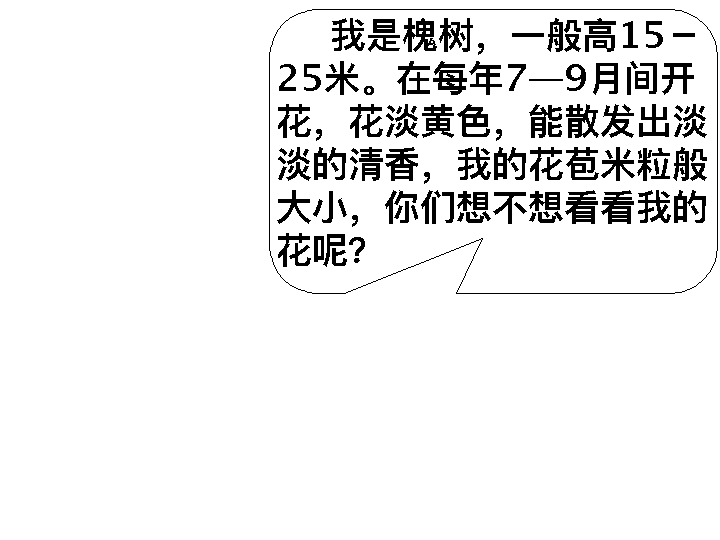 我是槐树，一般高15－
25米。在每年7—9月间开
花，花淡黄色，能散发出淡
淡的清香，我的花苞米粒般
大小，你们想不想看看我的
花呢？